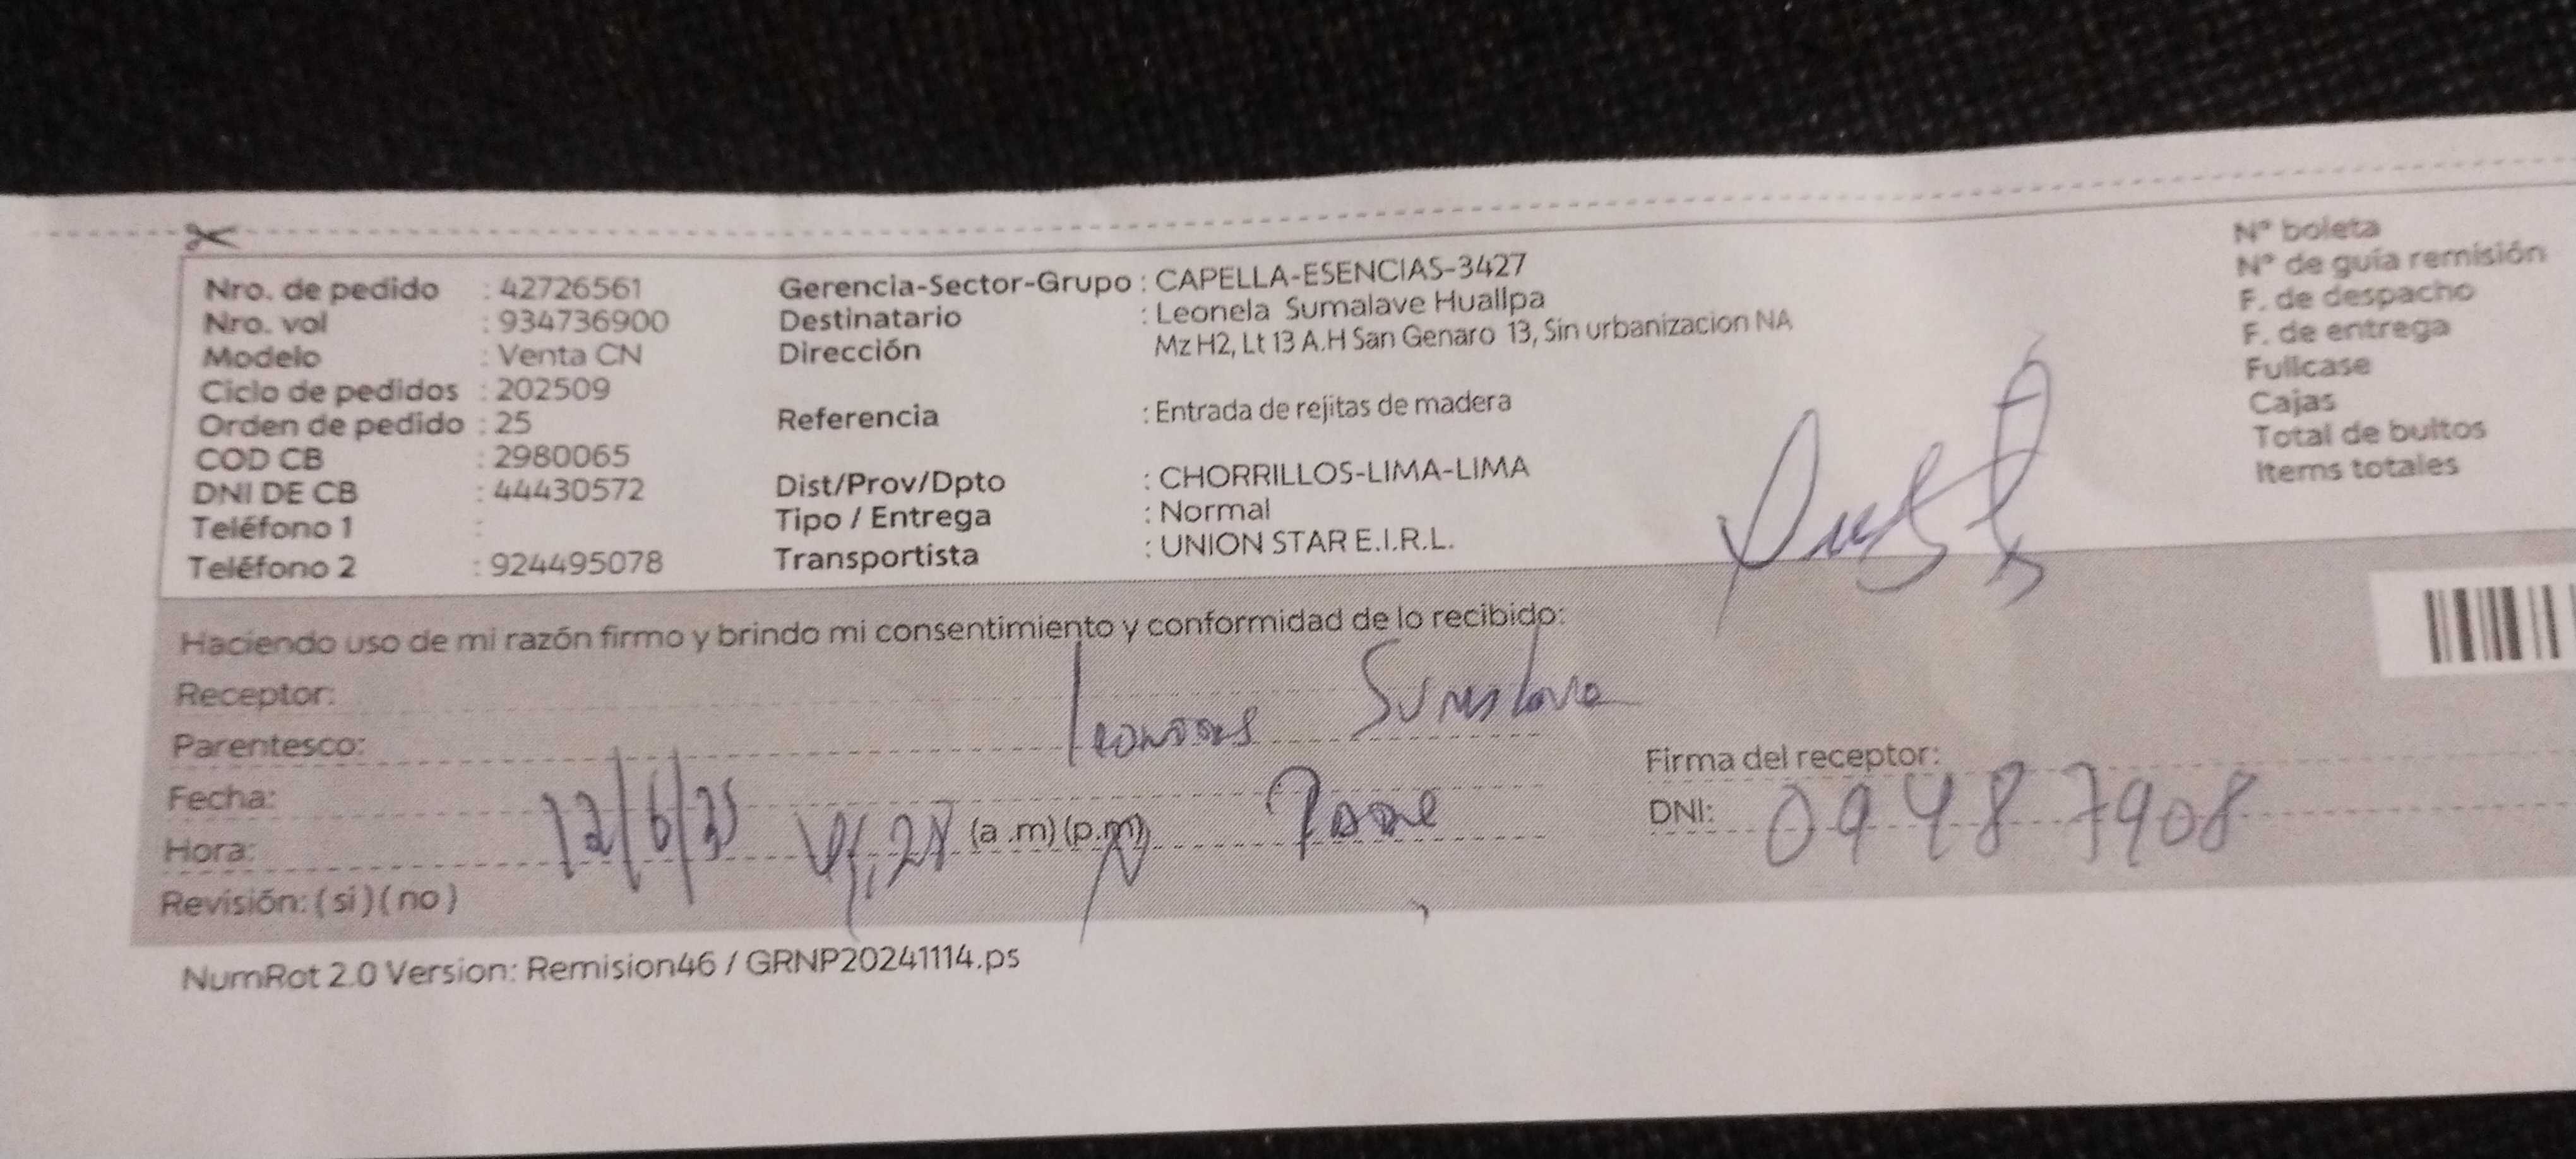 Nro. de pedido : 42726561
Nro. vol : 934736900
Modelo : Venta CN
Ciclo de pedidos : 202509
Orden de pedido : 25
COD CB : 2980065
DNI DE CB : 44430572
Teléfono 1 :
Teléfono 2 : 924495078
Gerencia-Sector-Grupo : CAPELLA-ESENCIAS-3427
Destinatario : Leonela Sumalave Huallpa
Dirección Mz H2, Lt 13 A.H San Genaro 13, Sin urbanizacion NA
Referencia : Entrada de rejitas de madera
Dist/Prov/Dpto : CHORRILLOS-LIMA-LIMA
Tipo / Entrega : Normal
Transportista : UNION STAR E.I.R.L.
N° boleta
N° de guía remisión
F. de despacho
F. de entrega
Fullcase
Cajas
Total de bultos
Items totales
Haciendo uso de mi razón firmo y brindo mi consentimiento y conformidad de lo recibido:
Receptor: Sumalave
Parentesco:
Fecha: 12/6/25
Hora: (a .m) (p.m)
Revisión: ( si ) ( no )
Firma del receptor:
DNI: 09487908
NumRot 2.0 Version: Remision46 / GRNP20241114.ps